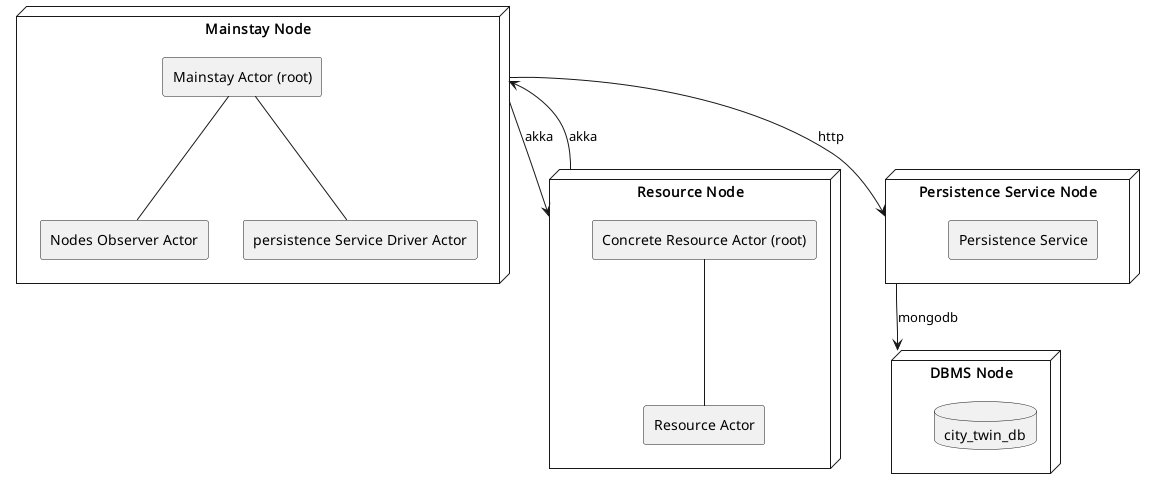 Mainstay Node
Mainstay Actor (root)
Nodes Observer Actor
persistence Service Driver Actor
akka
akka
http
Resource Node
Concrete Resource Actor (root)
Resource Actor
Persistence Service Node
Persistence Service
mongodb
DBMS Node
city_twin_db